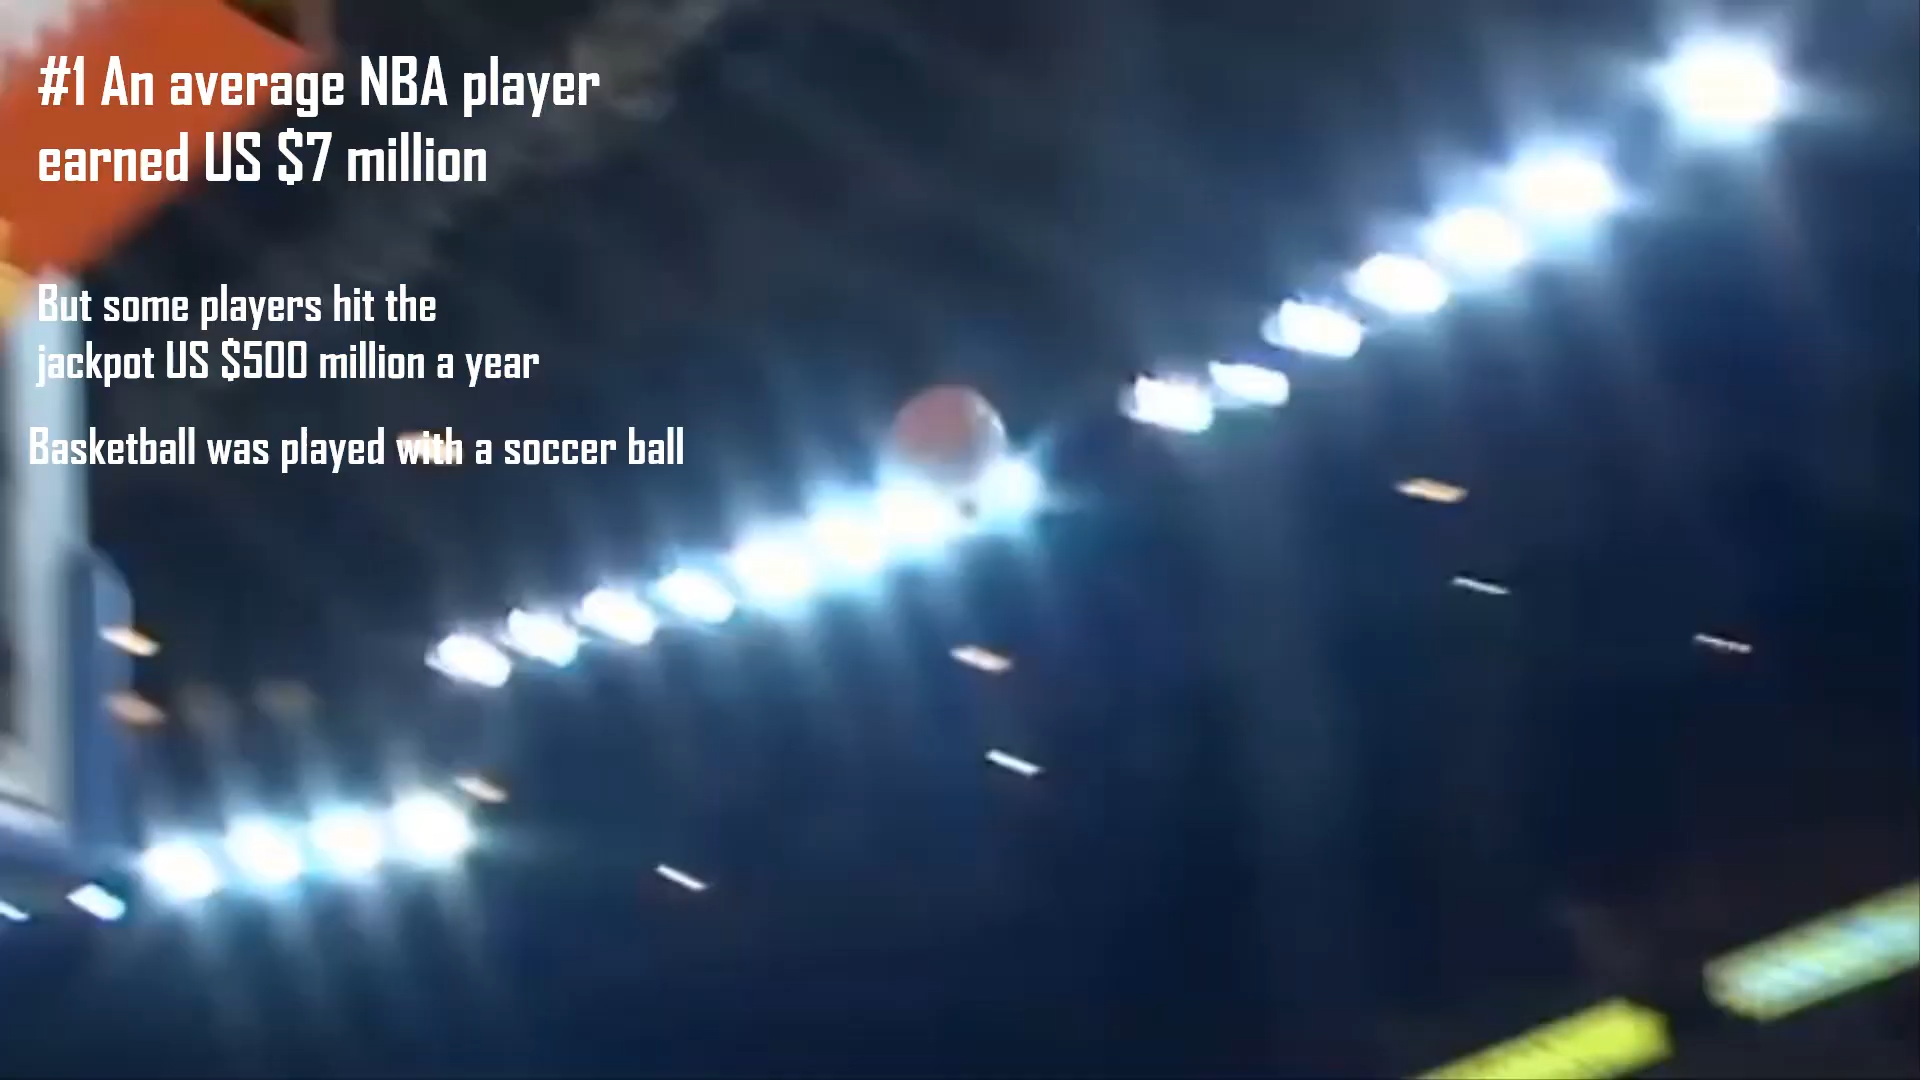 #1 An average NBA player
earned US $7 million
But some players hit the
jackpot US $500 million a year
Basketball was played with a soccer ball